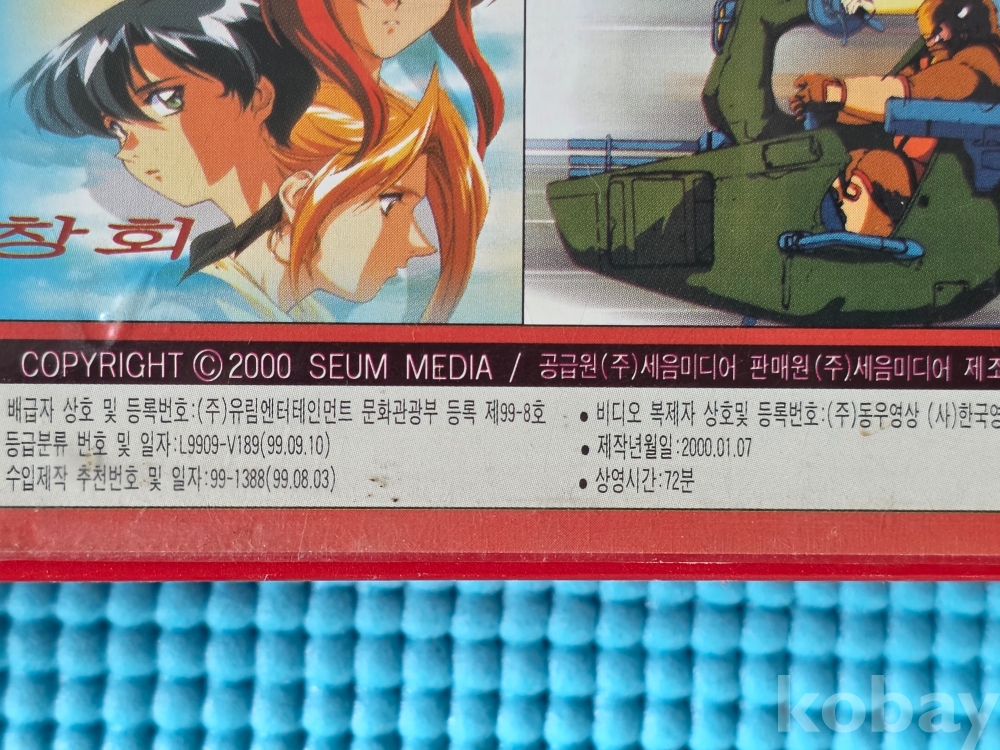 창회
COPYRIGHT ⓒ 2000 SEUM MEDIA / 공급원(주)세음미디어 판매원(주)세음미디어 제조
배급자 상호 및 등록번호:(주)유림엔터테인먼트 문화관광부 등록 제99-8호
등급분류 번호 및 일자:L9909-V189(99.09.10)
수입제작 추천번호 및 일자:99-1388(99.08.03)
• 비디오 복제자 상호및 등록번호:(주)동우영상 (사)한국영
• 제작년월일:2000.01.07
• 상영시간:72분
kobay